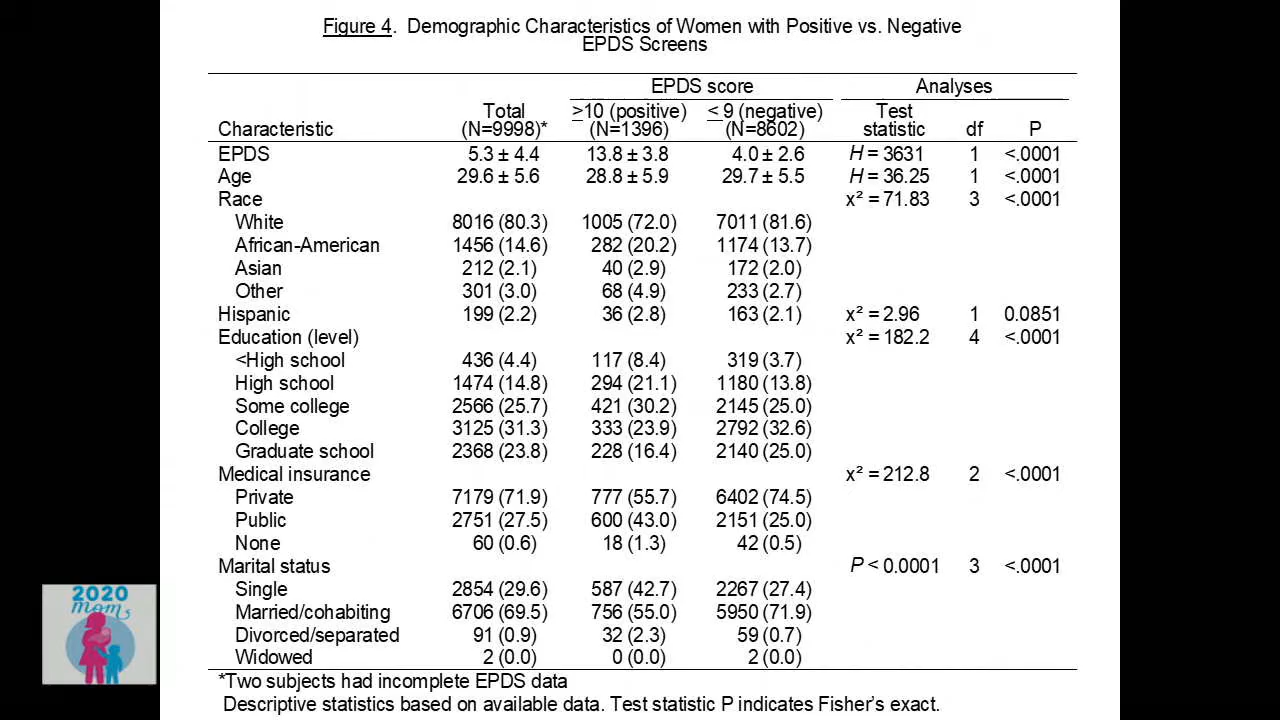 Figure 4. Demographic Characteristics of Women with Positive vs. Negative
EPDS Screens
EPDS score Analyses
Total >10 (positive) < 9 (negative) Test
Characteristic (N=9998)* (N=1396) (N=8602) statistic df P
EPDS 5.3 ± 4.4 13.8 ± 3.8 4.0 ± 2.6 H = 3631 1 <.0001
Age 29.6 ± 5.6 28.8 ± 5.9 29.7 ± 5.5 H = 36.25 1 <.0001
Race x² = 71.83 3 <.0001
White 8016 (80.3) 1005 (72.0) 7011 (81.6)
African-American 1456 (14.6) 282 (20.2) 1174 (13.7)
Asian 212 (2.1) 40 (2.9) 172 (2.0)
Other 301 (3.0) 68 (4.9) 233 (2.7)
Hispanic 199 (2.2) 36 (2.8) 163 (2.1) x² = 2.96 1 0.0851
Education (level) x² = 182.2 4 <.0001
<High school 436 (4.4) 117 (8.4) 319 (3.7)
High school 1474 (14.8) 294 (21.1) 1180 (13.8)
Some college 2566 (25.7) 421 (30.2) 2145 (25.0)
College 3125 (31.3) 333 (23.9) 2792 (32.6)
Graduate school 2368 (23.8) 228 (16.4) 2140 (25.0)
Medical insurance x² = 212.8 2 <.0001
Private 7179 (71.9) 777 (55.7) 6402 (74.5)
Public 2751 (27.5) 600 (43.0) 2151 (25.0)
None 60 (0.6) 18 (1.3) 42 (0.5)
Marital status P < 0.0001 3 <.0001
Single 2854 (29.6) 587 (42.7) 2267 (27.4)
Married/cohabiting 6706 (69.5) 756 (55.0) 5950 (71.9)
Divorced/separated 91 (0.9) 32 (2.3) 59 (0.7)
Widowed 2 (0.0) 0 (0.0) 2 (0.0)
*Two subjects had incomplete EPDS data
Descriptive statistics based on available data. Test statistic P indicates Fisher's exact.
2020
moms